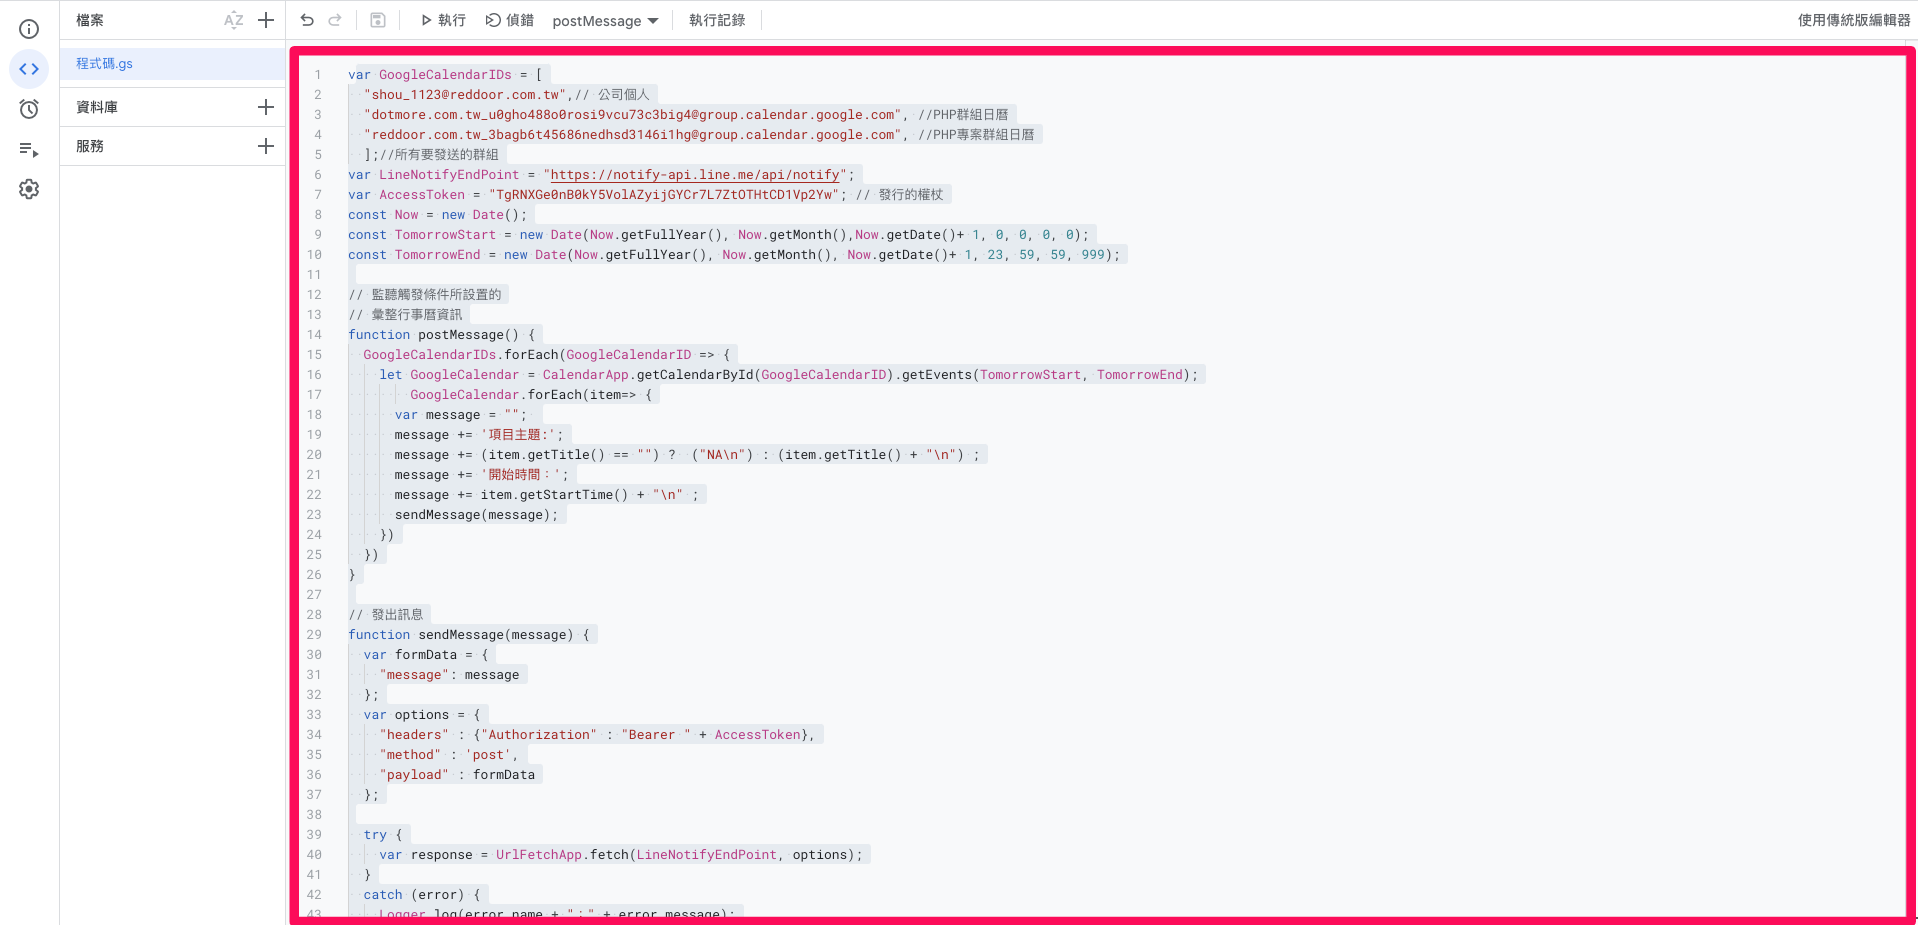 檔案
程式碼.gs
資料庫
服務
執行 偵錯 postMessage 執行記錄 使用傳統版編輯器
1 var GoogleCalendarIDs = [
2 "shou_1123@reddoor.com.tw",// 公司個人
3 "dotmore.com.tw_u0gho488o0rosi9vcu73c3big4@group.calendar.google.com", //PHP群組日曆
4 "reddoor.com.tw_3bagb6t45686nedhsd3146i1hg@group.calendar.google.com", //PHP專案群組日曆
5 ];//所有要發送的群組
6 var LineNotifyEndPoint = "https://notify-api.line.me/api/notify";
7 var AccessToken = "TgRNXGe0nB0kY5VolAZyijGYCr7L7ZtOTHtCD1Vp2Yw"; // 發行的權杖
8 const Now = new Date();
9 const TomorrowStart = new Date(Now.getFullYear(), Now.getMonth(),Now.getDate()+ 1, 0, 0, 0, 0);
10 const TomorrowEnd = new Date(Now.getFullYear(), Now.getMonth(), Now.getDate()+ 1, 23, 59, 59, 999);
11
12 // 監聽觸發條件所設置的
13 // 彙整行事曆資訊
14 function postMessage() {
15 GoogleCalendarIDs.forEach(GoogleCalendarID => {
16 let GoogleCalendar = CalendarApp.getCalendarById(GoogleCalendarID).getEvents(TomorrowStart, TomorrowEnd);
17 GoogleCalendar.forEach(item=> {
18 var message = "";
19 message += '項目主題:';
20 message += (item.getTitle() == "") ? ("NA\n") : (item.getTitle() + "\n") ;
21 message += '開始時間：';
22 message += item.getStartTime() + "\n" ;
23 sendMessage(message);
24 })
25 })
26 }
27
28 // 發出訊息
29 function sendMessage(message) {
30 var formData = {
31 "message": message
32 };
33 var options = {
34 "headers" : {"Authorization" : "Bearer " + AccessToken},
35 "method" : 'post',
36 "payload" : formData
37 };
38
39 try {
40 var response = UrlFetchApp.fetch(LineNotifyEndPoint, options);
41 }
42 catch (error) {
43 Logger.log(error.name + "：" + error.message);